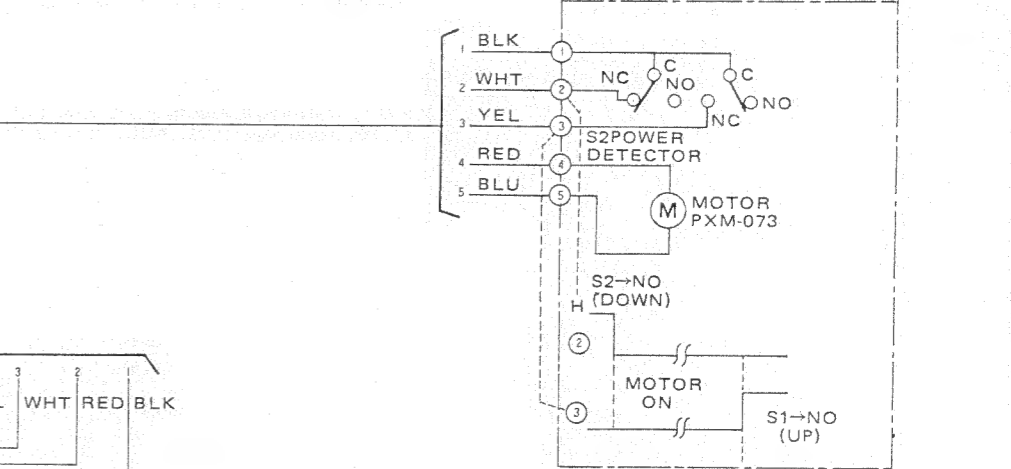 1 BLK 1
2 WHT 2
NC C NO C NO
3 YEL 3
NC
S2POWER
DETECTOR
4 RED 4
5 BLU 5
M MOTOR
PXM-073
S2→NO
(DOWN)
H
2
MOTOR
ON
3
S1→NO
(UP)
3 2
WHT RED BLK